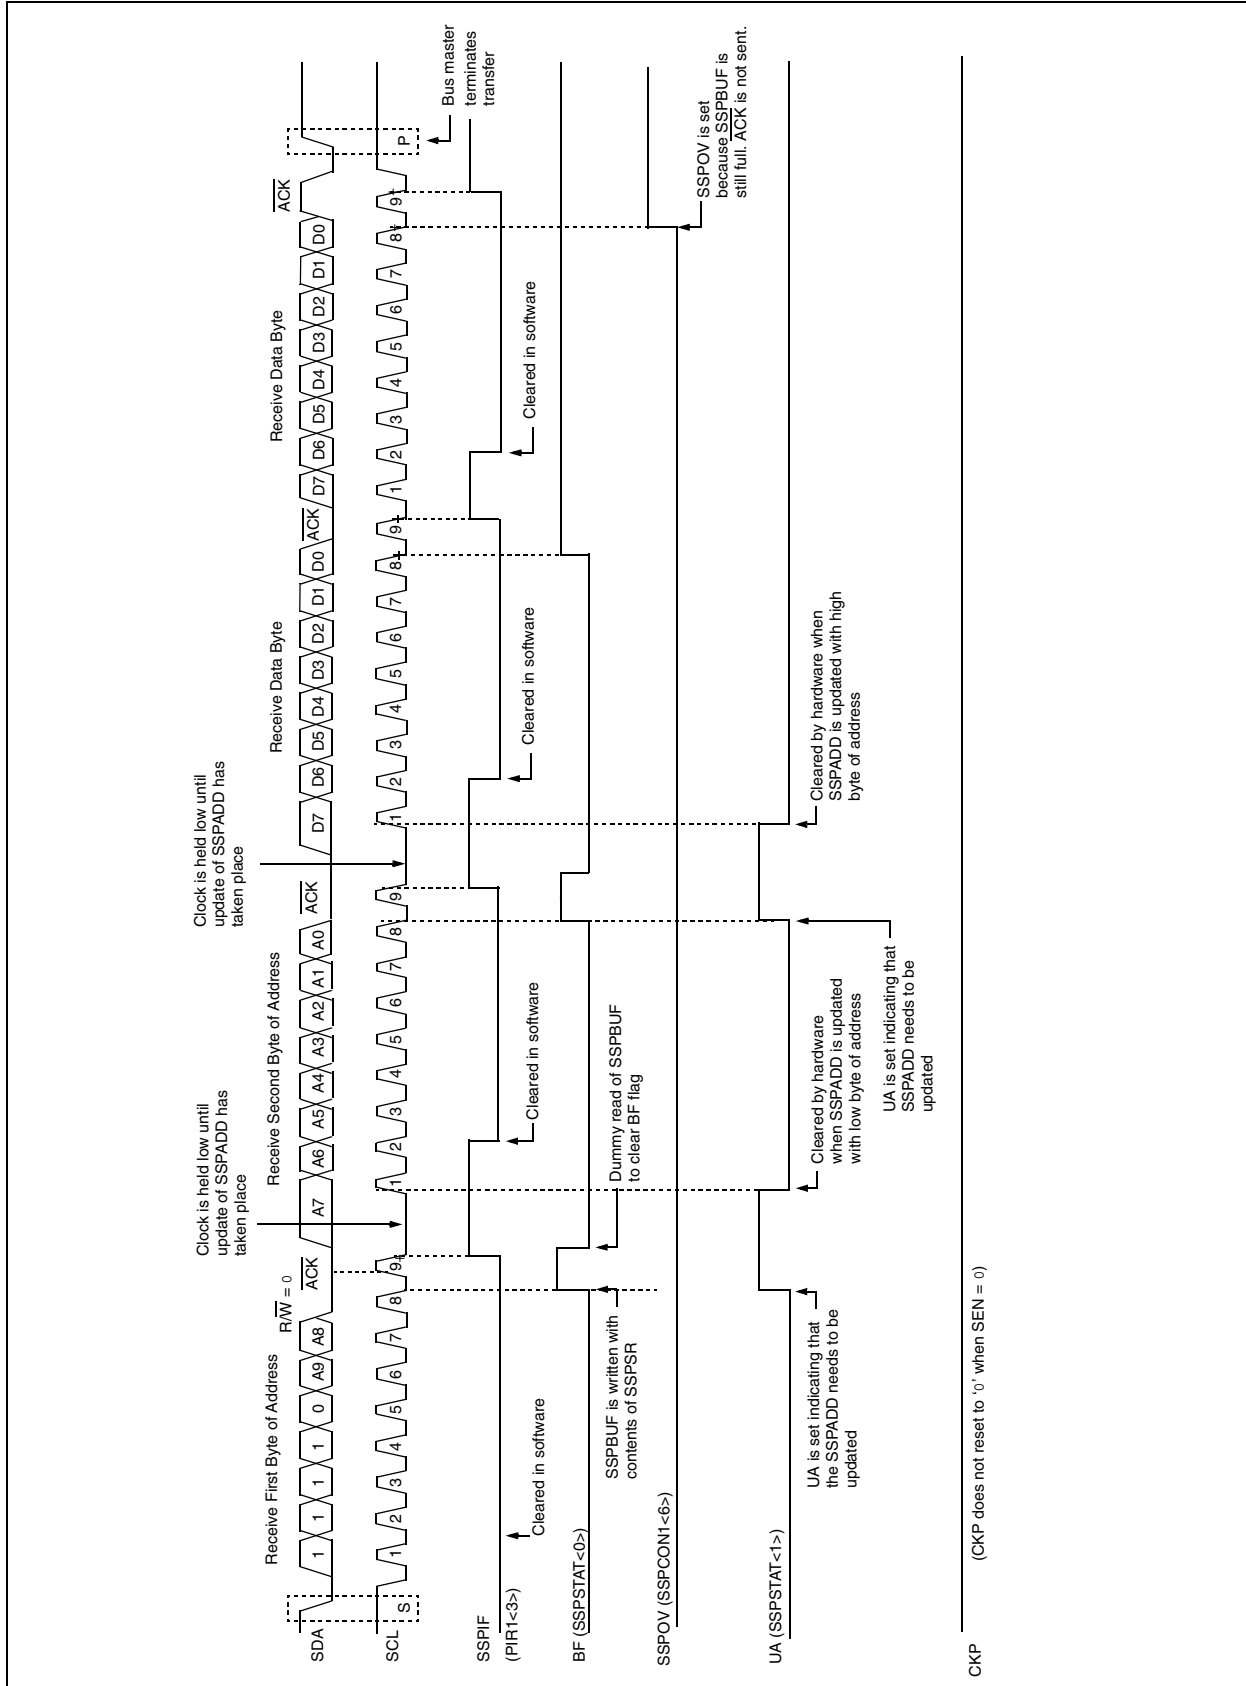 Receive First Byte of Address
R/W = 0
ACK
Clock is held low until
update of SSPADD has
taken place
Receive Second Byte of Address
ACK
Clock is held low until
update of SSPADD has
taken place
Receive Data Byte
ACK
Receive Data Byte
ACK
SDA
1 1 1 1 0 A9 A8 A7 A6 A5 A4 A3 A2 A1 A0 D7 D6 D5 D4 D3 D2 D1 D0 D7 D6 D5 D4 D3 D2 D1 D0
SCL
S 1 2 3 4 5 6 7 8 9 1 2 3 4 5 6 7 8 9 1 2 3 4 5 6 7 8 9 1 2 3 4 5 6 7 8 9 P
Bus master
terminates
transfer
SSPIF
(PIR1<3>)
Cleared in software
Cleared in software
Cleared in software
Cleared in software
BF (SSPSTAT<0>)
SSPBUF is written with
contents of SSPSR
Dummy read of SSPBUF
to clear BF flag
SSPOV (SSPCON1<6>)
SSPOV is set
because SSPBUF is
still full. ACK is not sent.
UA (SSPSTAT<1>)
UA is set indicating that
the SSPADD needs to be
updated
Cleared by hardware
when SSPADD is updated
with low byte of address
UA is set indicating that
SSPADD needs to be
updated
Cleared by hardware when
SSPADD is updated with high
byte of address
CKP
(CKP does not reset to ‘0’ when SEN = 0)